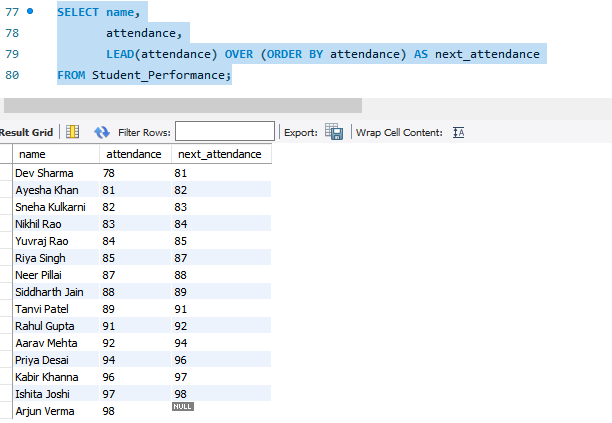 77 SELECT name,
78 attendance,
79 LEAD(attendance) OVER (ORDER BY attendance) AS next_attendance
80 FROM Student_Performance;
Result Grid Filter Rows: Export: Wrap Cell Content:
name attendance next_attendance
Dev Sharma 78 81
Ayesha Khan 81 82
Sneha Kulkarni 82 83
Nikhil Rao 83 84
Yuvraj Rao 84 85
Riya Singh 85 87
Neer Pillai 87 88
Siddharth Jain 88 89
Tanvi Patel 89 91
Rahul Gupta 91 92
Aarav Mehta 92 94
Priya Desai 94 96
Kabir Khanna 96 97
Ishita Joshi 97 98
Arjun Verma 98 NULL